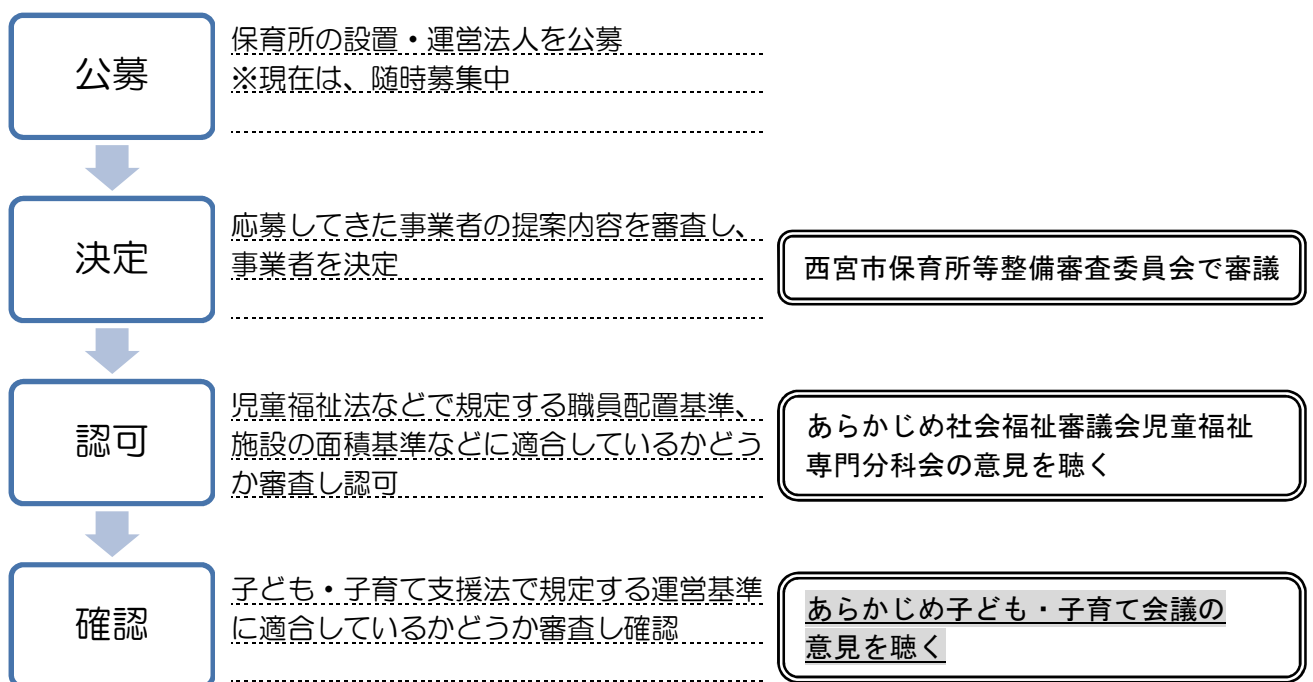 公募
保育所の設置・運営法人を公募
※現在は、随時募集中
決定
応募してきた事業者の提案内容を審査し、
事業者を決定
西宮市保育所等整備審査委員会で審議
認可
児童福祉法などで規定する職員配置基準、
施設の面積基準などに適合しているかどう
か審査し認可
あらかじめ社会福祉審議会児童福祉
専門分科会の意見を聴く
確認
子ども・子育て支援法で規定する運営基準
に適合しているかどうか審査し確認
あらかじめ子ども・子育て会議の
意見を聴く